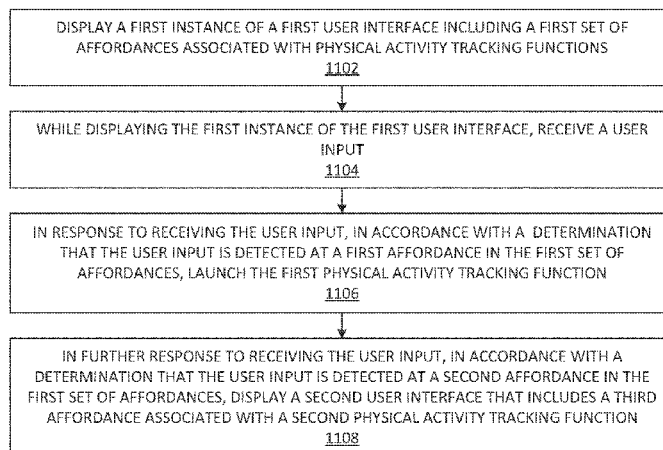 DISPLAY A FIRST INSTANCE OF A FIRST USER INTERFACE INCLUDING A FIRST SET OF
AFFORDANCES ASSOCIATED WITH PHYSICAL ACTIVITY TRACKING FUNCTIONS
1102
WHILE DISPLAYING THE FIRST INSTANCE OF THE FIRST USER INTERFACE, RECEIVE A USER
INPUT
1104
IN RESPONSE TO RECEIVING THE USER INPUT, IN ACCORDANCE WITH A DETERMINATION
THAT THE USER INPUT IS DETECTED AT A FIRST AFFORDANCE IN THE FIRST SET OF
AFFORDANCES, LAUNCH THE FIRST PHYSICAL ACTIVITY TRACKING FUNCTION
1106
IN FURTHER RESPONSE TO RECEIVING THE USER INPUT, IN ACCORDANCE WITH A
DETERMINATION THAT THE USER INPUT IS DETECTED AT A SECOND AFFORDANCE IN THE
FIRST SET OF AFFORDANCES, DISPLAY A SECOND USER INTERFACE THAT INCLUDES A THIRD
AFFORDANCE ASSOCIATED WITH A SECOND PHYSICAL ACTIVITY TRACKING FUNCTION
1108